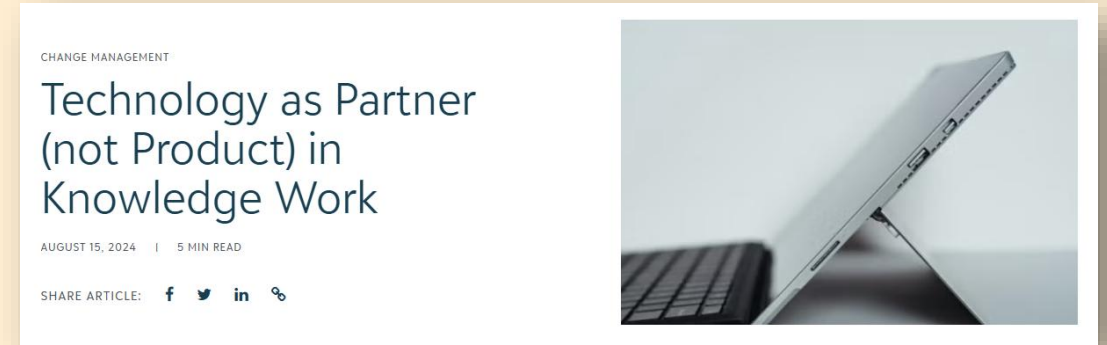 CHANGE MANAGEMENT
Technology as Partner
(not Product) in
Knowledge Work
AUGUST 15, 2024 | 5 MIN READ
SHARE ARTICLE: